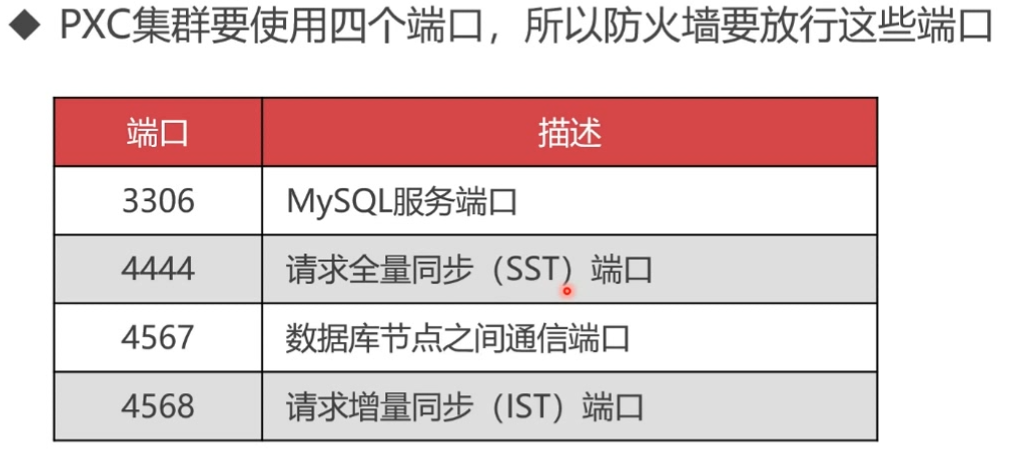 ◆ PXC集群要使用四个端口，所以防火墙要放行这些端口
端口 描述
3306 MySQL服务端口
4444 请求全量同步（SST）端口
4567 数据库节点之间通信端口
4568 请求增量同步（IST）端口